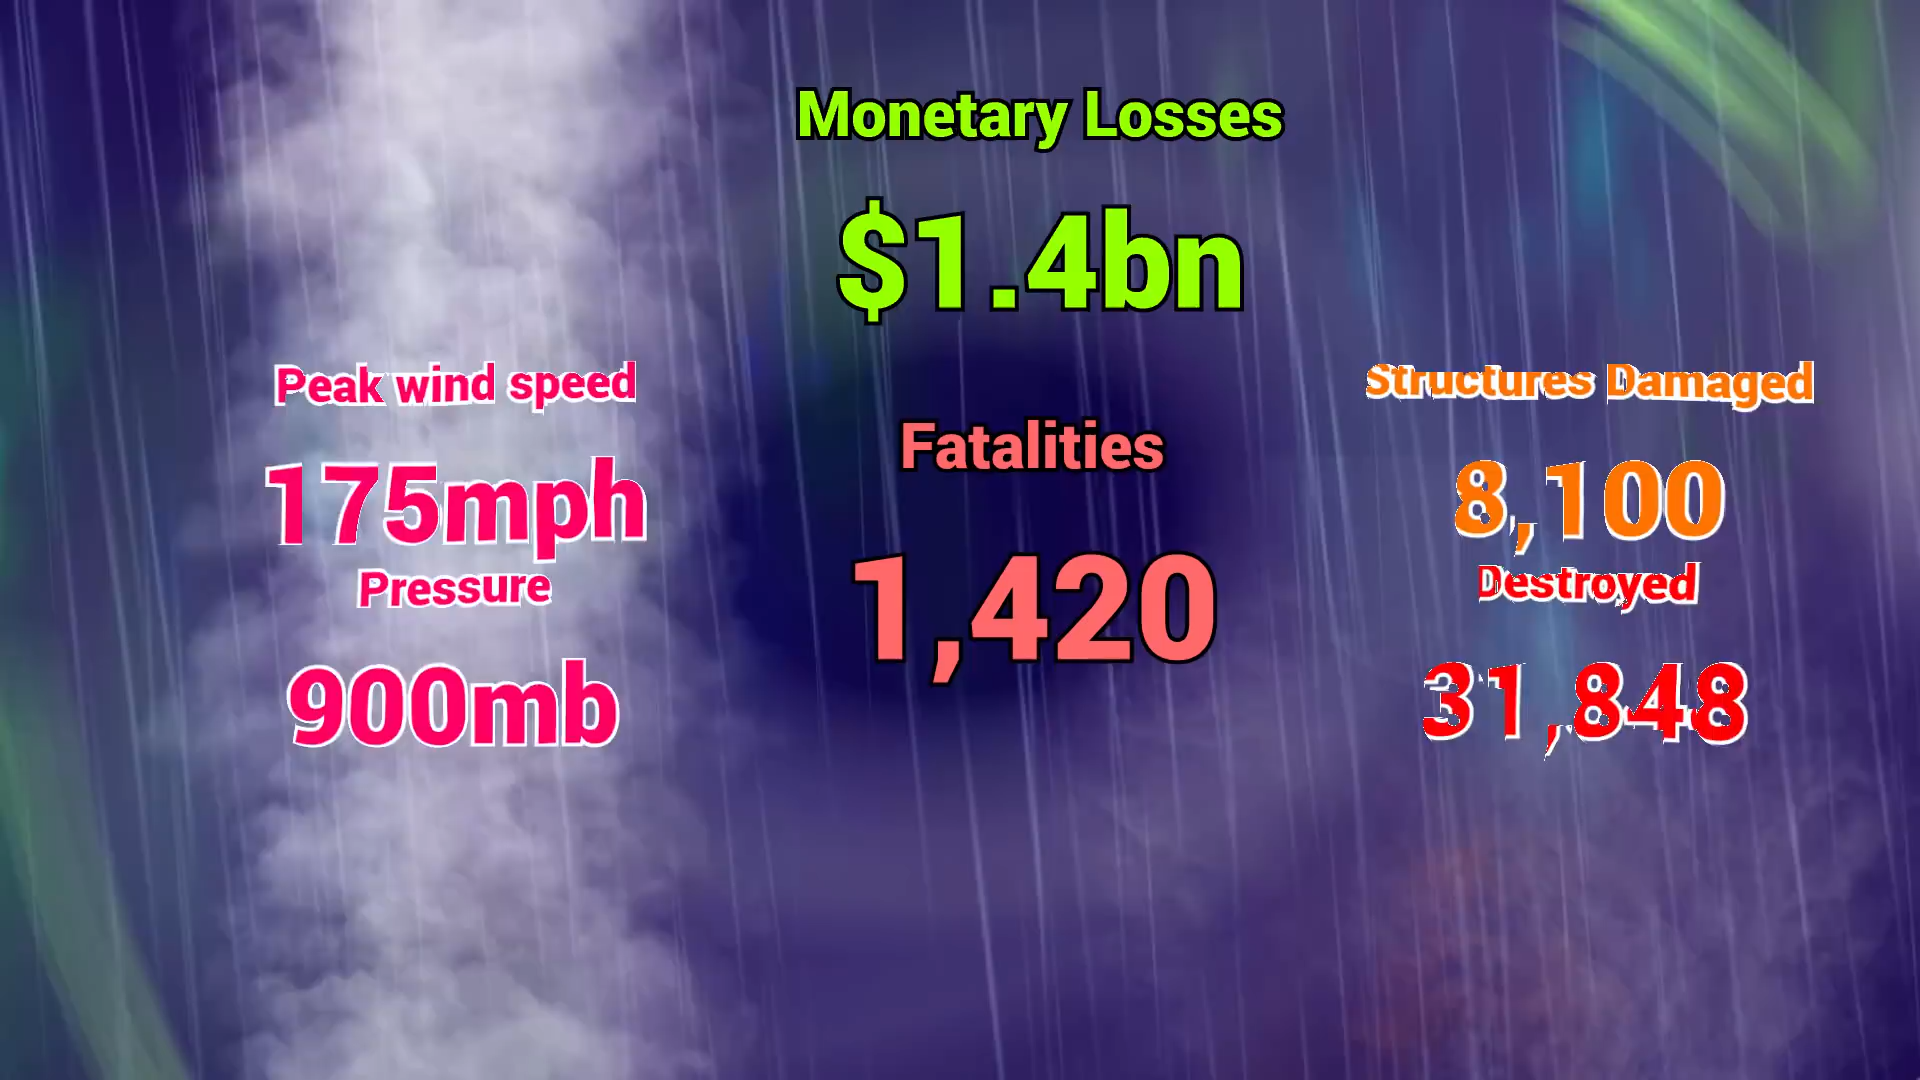 Monetary Losses
$1.4bn
Peak wind speed
175mph
Pressure
900mb
Fatalities
1,420
Structures Damaged
8,100
Destroyed
31,848